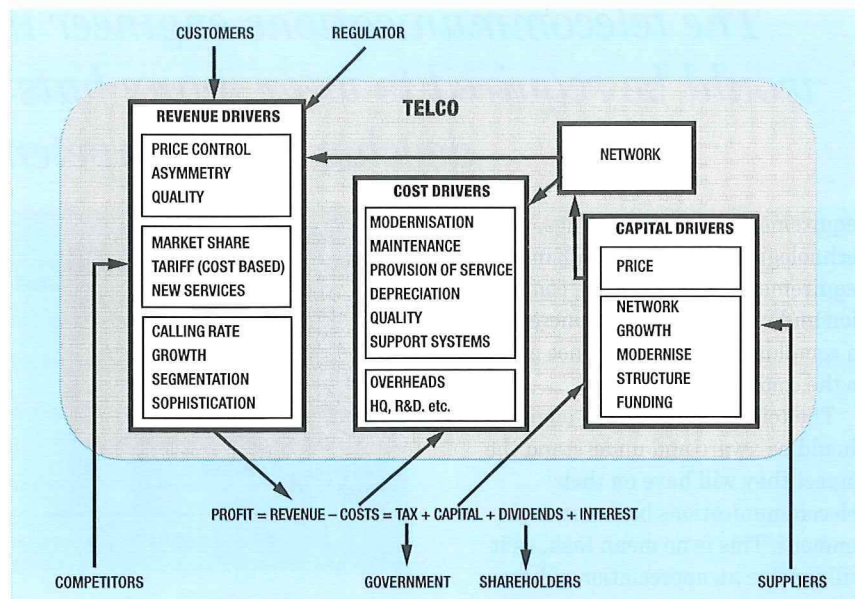 CUSTOMERS
REGULATOR
TELCO
REVENUE DRIVERS
PRICE CONTROL
ASYMMETRY
QUALITY
MARKET SHARE
TARIFF (COST BASED)
NEW SERVICES
CALLING RATE
GROWTH
SEGMENTATION
SOPHISTICATION
COST DRIVERS
MODERNISATION
MAINTENANCE
PROVISION OF SERVICE
DEPRECIATION
QUALITY
SUPPORT SYSTEMS
OVERHEADS
HQ, R&D. etc.
NETWORK
CAPITAL DRIVERS
PRICE
NETWORK
GROWTH
MODERNISE
STRUCTURE
FUNDING
PROFIT = REVENUE – COSTS = TAX + CAPITAL + DIVIDENDS + INTEREST
COMPETITORS
GOVERNMENT
SHAREHOLDERS
SUPPLIERS